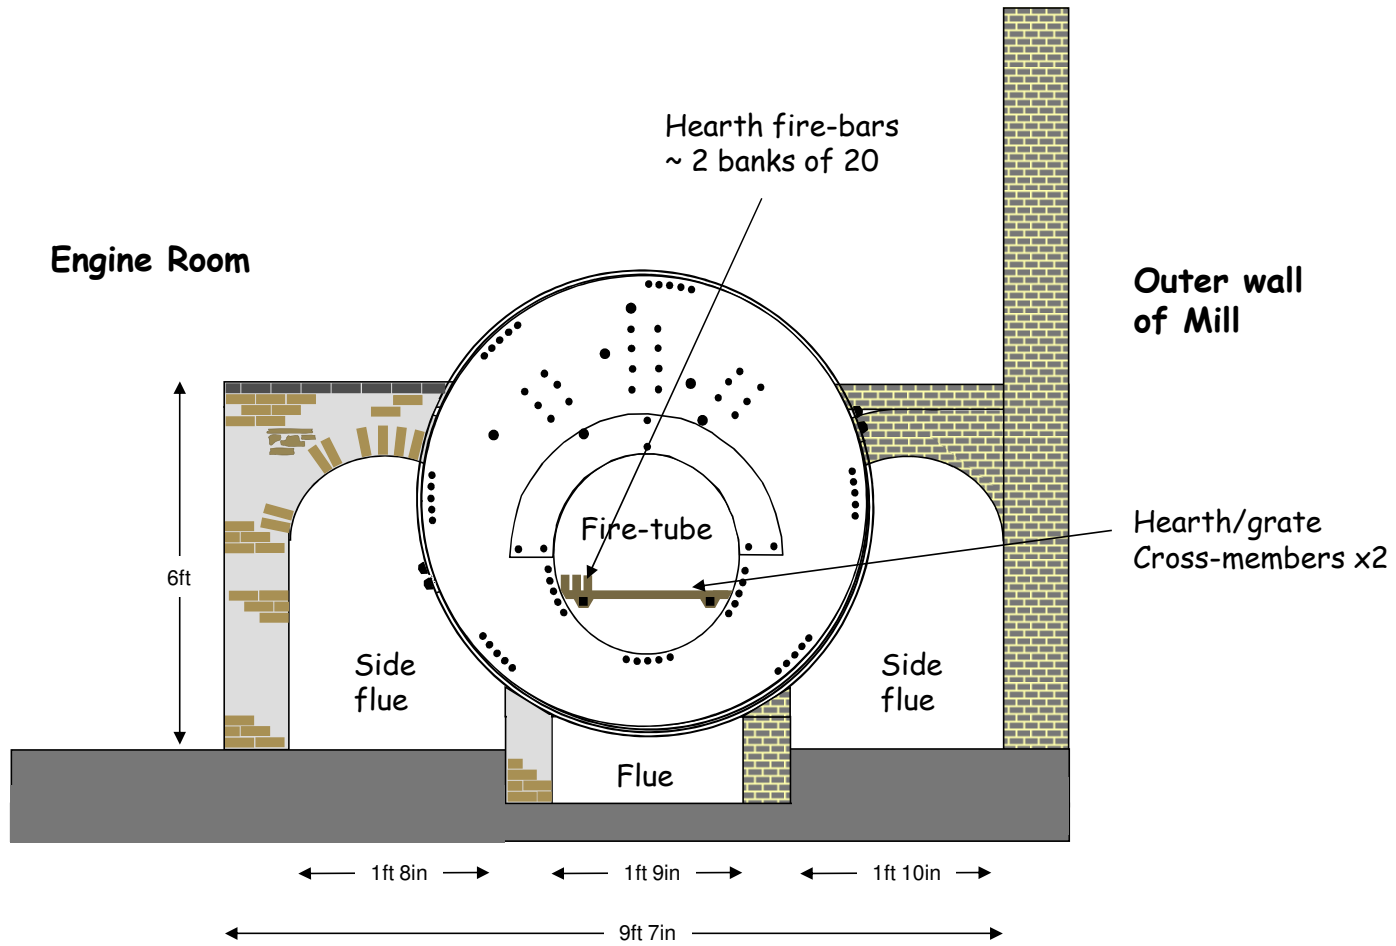 Hearth fire-bars
~ 2 banks of 20
Engine Room
Outer wall
of Mill
Fire-tube
Hearth/grate
Cross-members x2
6ft
Side
flue
Side
flue
Flue
1ft 8in
1ft 9in
1ft 10in
9ft 7in